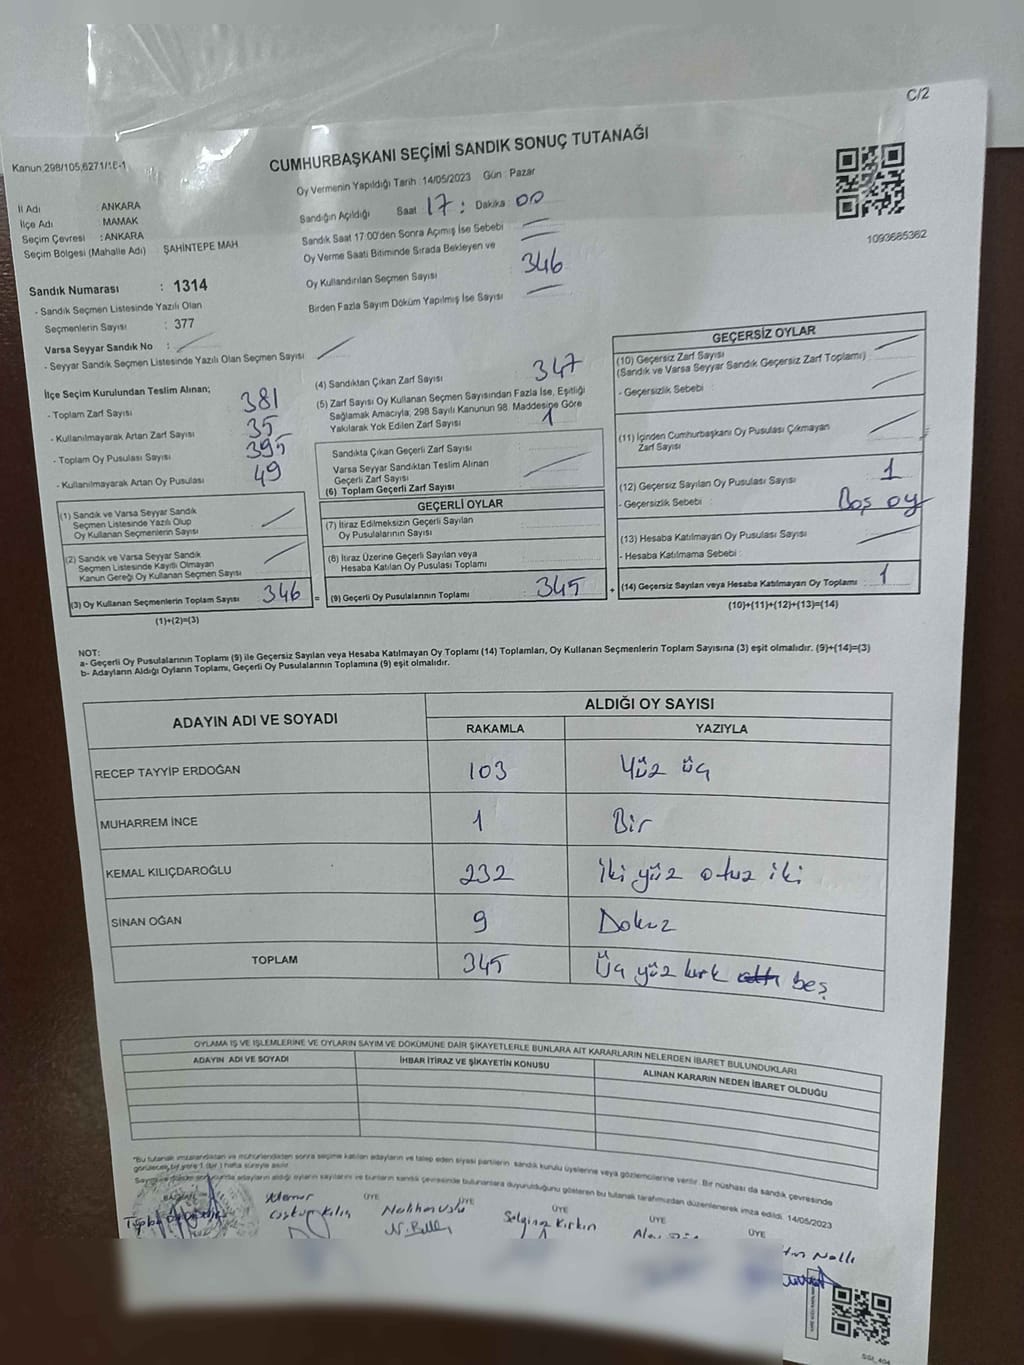 C/2
Kanun 298/105,6271/
CUMHURBAŞKANI SEÇİMİ SANDIK SONUÇ TUTANAĞI
Oy Vermenin Yapıldığı Tarih : 14/05/2023 Gün : Pazar
İl Adı : ANKARA
İlçe Adı : MAMAK
Seçim Çevresi : ANKARA
Seçim Bölgesi (Mahalle Adı) ŞAHİNTEPE MAH
Sandığın Açıldığı Saat 17 : Dakika : 00
Sandık Saat 17:00'den Sonra Açımış İse Sebebi
Oy Verme Saati Bitiminde Sırada Bekleyen ve
Oy Kullandırılan Seçmen Sayısı 346
Birden Fazla Sayım Döküm Yapılmış İse Sayısı
1093685362
Sandık Numarası : 1314
- Sandık Seçmen Listesinde Yazılı Olan
Seçmenlerin Sayısı : 377
Varsa Seyyar Sandık No :
- Seyyar Sandık Seçmen Listesinde Yazılı Olan Seçmen Sayısı
İlçe Seçim Kurulundan Teslim Alınan;
- Toplam Zarf Sayısı 381
- Kullanılmayarak Artan Zarf Sayısı 35
- Toplam Oy Pusulası Sayısı 395
- Kullanılmayarak Artan Oy Pusulası 49
(1) Sandık ve Varsa Seyyar Sandık
Seçmen Listesinde Yazılı Olup
Oy Kullanan Seçmenlerin Sayısı
(2) Sandık ve Varsa Seyyar Sandık
Seçmen Listesinde Kayıtlı Olmayan
Kanun Gereği Oy Kullanan Seçmen Sayısı
(3) Oy Kullanan Seçmenlerin Toplam Sayısı 346 =
(1)+(2)=(3)
(4) Sandıktan Çıkan Zarf Sayısı 347
(5) Zarf Sayısı Oy Kullanan Seçmen Sayısından Fazla İse, Eşitliği
Sağlamak Amacıyla, 298 Sayılı Kanunun 98. Maddesine Göre
Yakılarak Yok Edilen Zarf Sayısı 1
Sandıkta Çıkan Geçerli Zarf Sayısı
Varsa Seyyar Sandıktan Teslim Alınan
Geçerli Zarf Sayısı
(6) Toplam Geçerli Zarf Sayısı
GEÇERLİ OYLAR
(7) İtiraz Edilmeksizin Geçerli Sayılan
Oy Pusulalarının Sayısı
(8) İtiraz Üzerine Geçerli Sayılan veya
Hesaba Katılan Oy Pusulası Toplamı
(9) Geçerli Oy Pusulalarının Toplamı 345 +
GEÇERSİZ OYLAR
(10) Geçersiz Zarf Sayısı
(Sandık ve Varsa Seyyar Sandık Geçersiz Zarf Toplamı)
- Geçersizlik Sebebi :
(11) İçinden Cumhurbaşkanı Oy Pusulası Çıkmayan
Zarf Sayısı
(12) Geçersiz Sayılan Oy Pusulası Sayısı 1
- Geçersizlik Sebebi : Boş oy
(13) Hesaba Katılmayan Oy Pusulası Sayısı
- Hesaba Katılmama Sebebi :
(14) Geçersiz Sayılan veya Hesaba Katılmayan Oy Toplamı 1
(10)+(11)+(12)+(13)=(14)
NOT:
a- Geçerli Oy Pusulalarının Toplamı (9) ile Geçersiz Sayılan veya Hesaba Katılmayan Oy Toplamı (14) Toplamları, Oy Kullanan Seçmenlerin Toplam Sayısına (3) eşit olmalıdır. (9)+(14)=(3)
b- Adayların Aldığı Oyların Toplamı, Geçerli Oy Pusulalarının Toplamına (9) eşit olmalıdır.
ADAYIN ADI VE SOYADI ALDIĞI OY SAYISI
RAKAMLA YAZIYLA
RECEP TAYYİP ERDOĞAN 103 Yüz üç
MUHARREM İNCE 1 Bir
KEMAL KILIÇDAROĞLU 232 İki yüz otuz iki
SİNAN OĞAN 9 Dokuz
TOPLAM 345 Üç yüz kırk altı beş
OYLAMA İŞ VE İŞLEMLERİNE VE OYLARIN SAYIM VE DÖKÜMÜNE DAİR ŞİKAYETLERLE BUNLARA AİT KARARLARIN NELERDEN İBARET BULUNDUKLARI
ADAYIN ADI VE SOYADI İHBAR İTİRAZ VE ŞİKAYETİN KONUSU ALINAN KARARIN NEDEN İBARET OLDUĞU
"Bu tutanak imzalandıktan ve mühürlendikten sonra seçime katılan adayların ve talep eden siyasi partilerin sandık kurulu üyelerine veya gözlemcilerine verilir. Bir nüshası da sandık çevresinde
görülecek bir yere 1 (bir) hafta süreyle asılır.
adayların aldığı oyların sayılarını ve bunların sandık çevresinde bulunanlara duyurulduğunu gösteren bu tutanak tarafımızdan düzenlenerek imza edildi. 14/05/2023
Memur ÜYE ÜYE ÜYE ÜYE ÜYE
N. Nallı